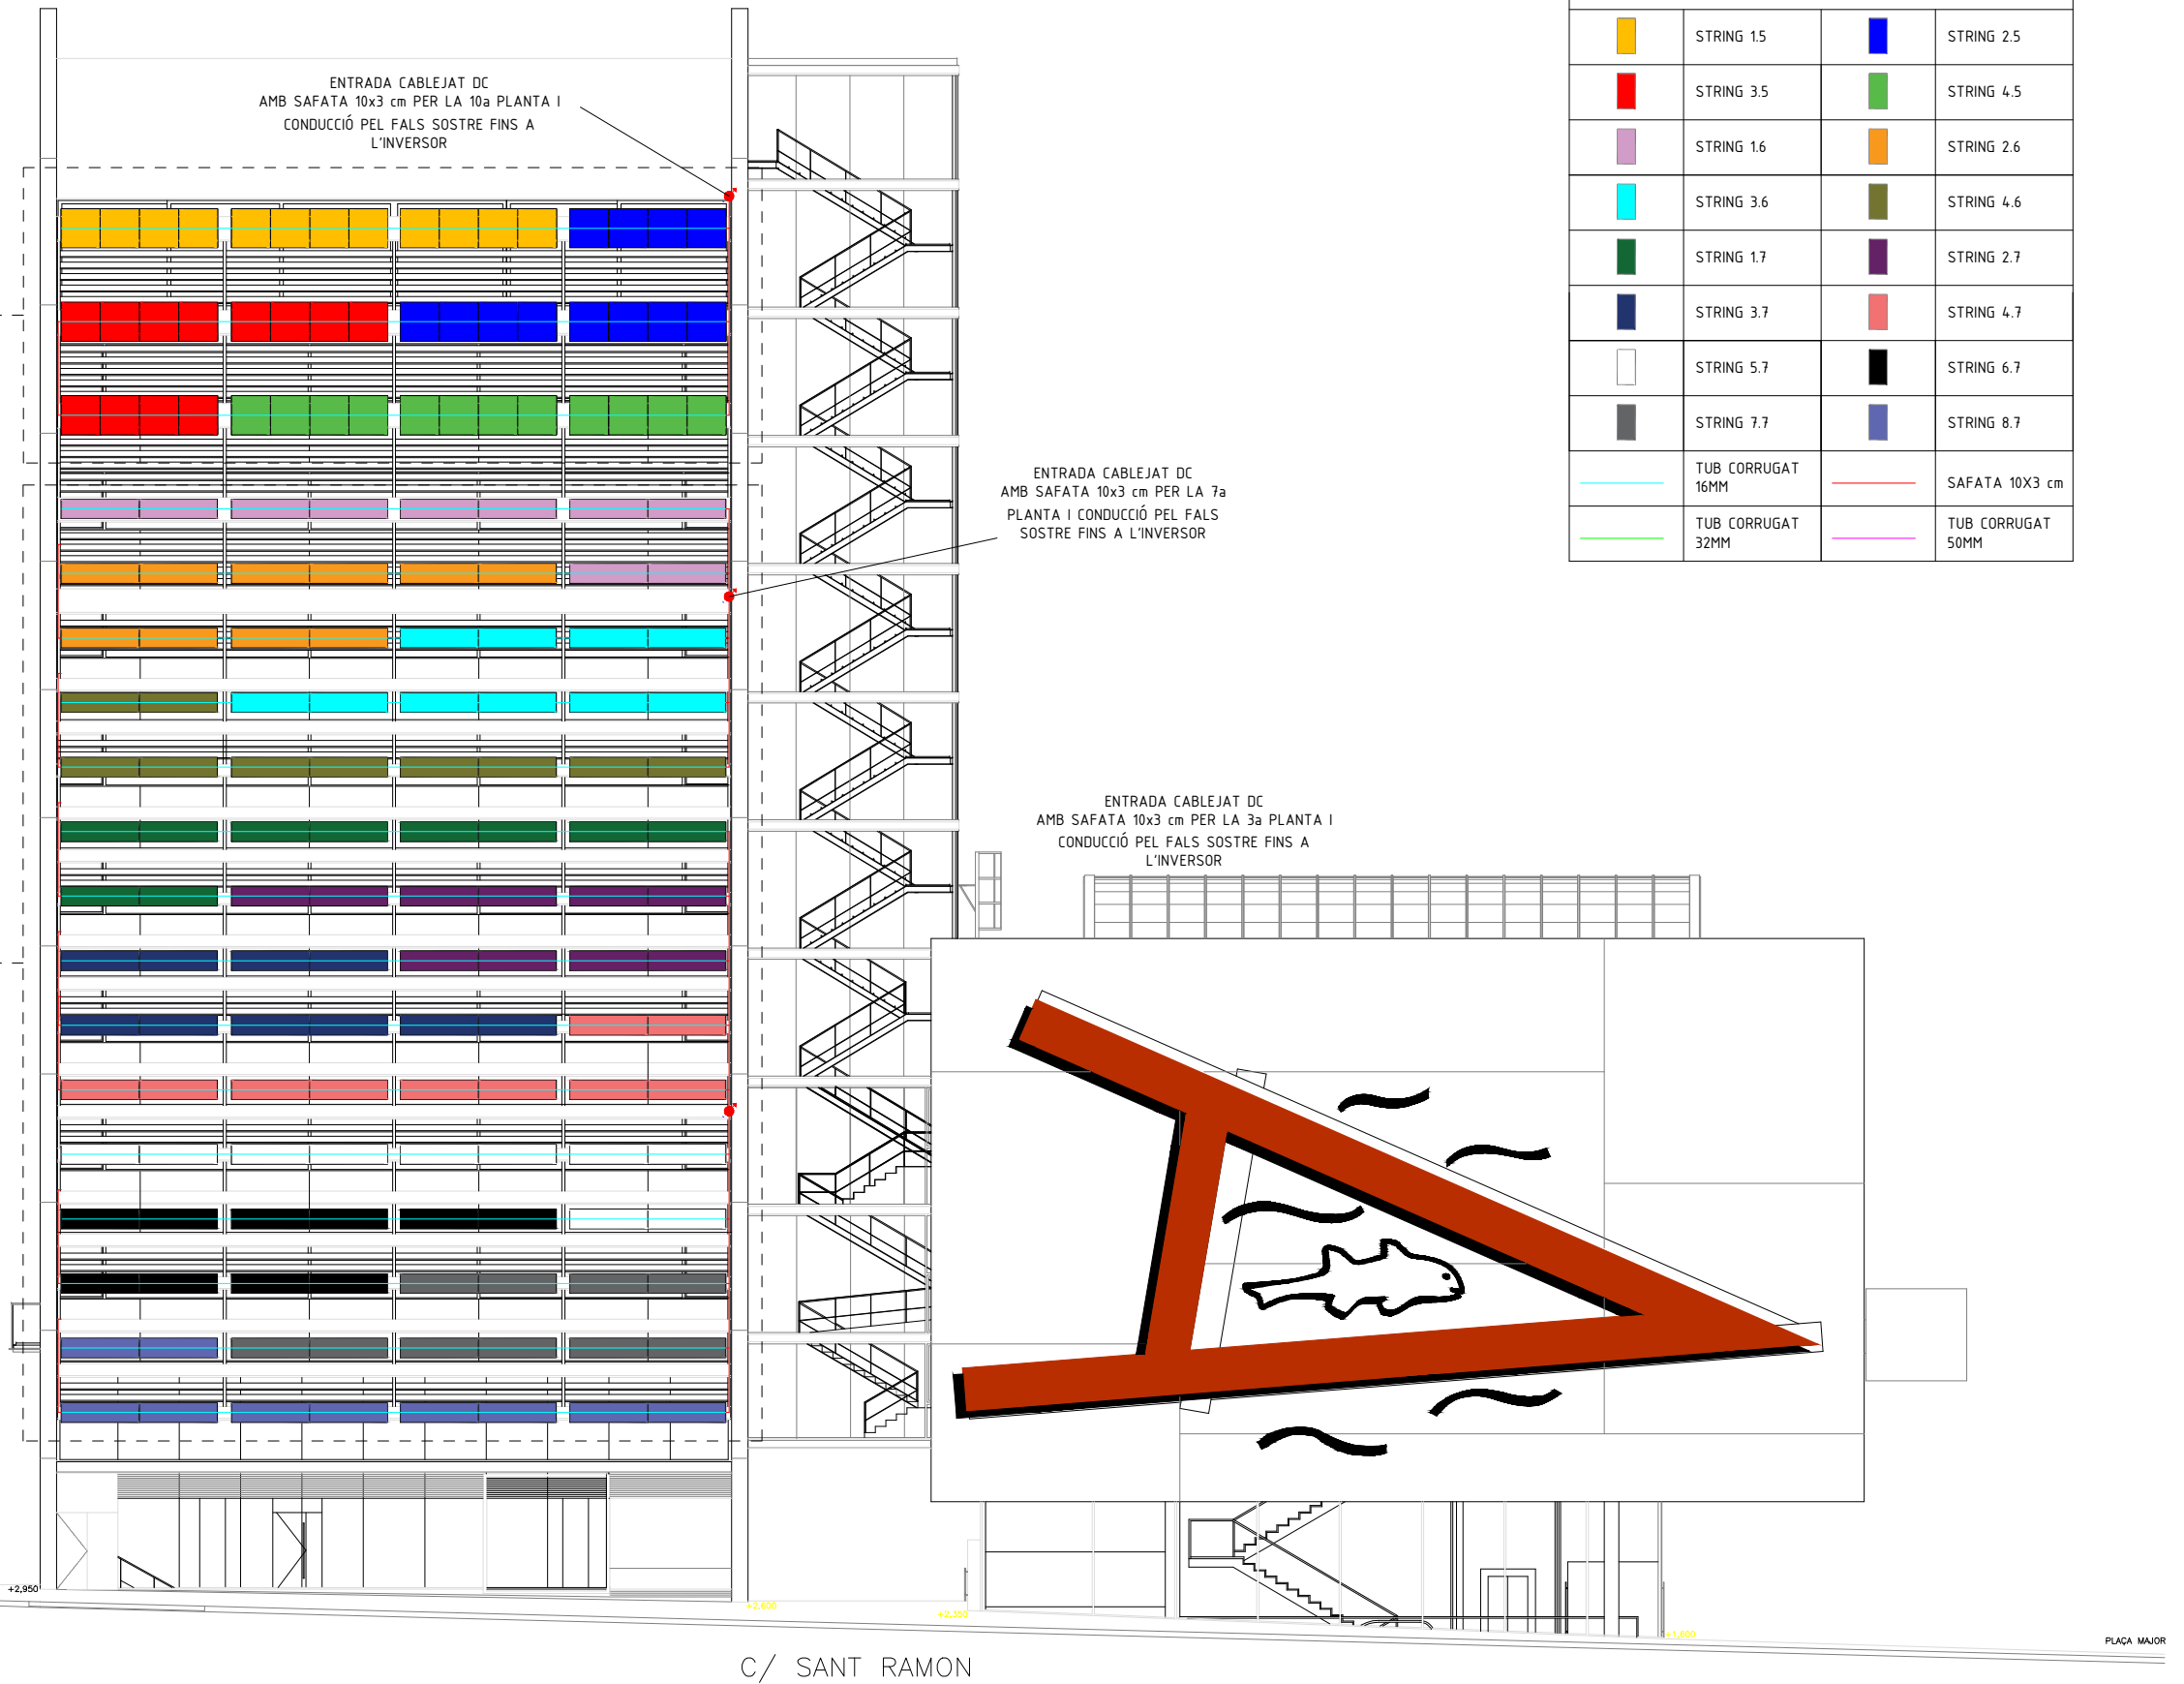 ENTRADA CABLEJAT DC
AMB SAFATA 10x3 cm PER LA 10a PLANTA I
CONDUCCIÓ PEL FALS SOSTRE FINS A
L'INVERSOR
STRING 1.5
STRING 2.5
STRING 3.5
STRING 4.5
STRING 1.6
STRING 2.6
STRING 3.6
STRING 4.6
STRING 1.7
STRING 2.7
STRING 3.7
STRING 4.7
STRING 5.7
STRING 6.7
STRING 7.7
STRING 8.7
TUB CORRUGAT
16MM
SAFATA 10X3 cm
TUB CORRUGAT
32MM
TUB CORRUGAT
50MM
ENTRADA CABLEJAT DC
AMB SAFATA 10x3 cm PER LA 7a
PLANTA I CONDUCCIÓ PEL FALS
SOSTRE FINS A L'INVERSOR
ENTRADA CABLEJAT DC
AMB SAFATA 10x3 cm PER LA 3a PLANTA I
CONDUCCIÓ PEL FALS SOSTRE FINS A
L'INVERSOR
+2,950
+2,600
+2,350
PLAÇA MAJOR
C/ SANT RAMON